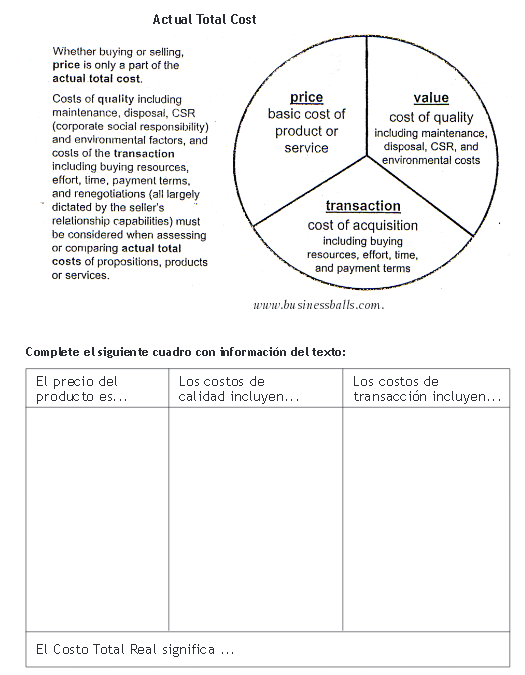 Actual Total Cost
Whether buying or selling,
price is only a part of the
actual total cost.
Costs of quality including
maintenance, disposal, CSR
(corporate social responsibility)
and environmental factors, and
costs of the transaction
including buying resources,
effort, time, payment terms,
and renegotiations (all largely
dictated by the seller's
relationship capabilities) must
be considered when assessing
or comparing actual total
costs of propositions, products
or services.
price
basic cost of
product or
service
value
cost of quality
including maintenance,
disposal, CSR, and
environmental costs
transaction
cost of acquisition
including buying
resources, effort, time,
and payment terms
www.businessballs.com.
Complete el siguiente cuadro con información del texto:
El precio del
producto es...
Los costos de
calidad incluyen...
Los costos de
transacción incluyen...
El Costo Total Real significa ...